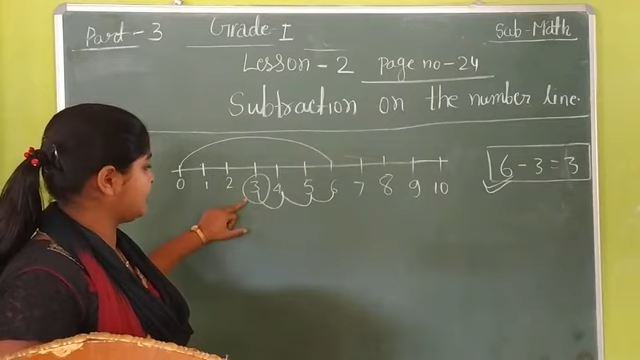 Part-3 Grade-I Sub-Math
Lesson-2 page no-24
Subtraction on the number line.
6-3=3
0 1 2 3 4 5 6 7 8 9 10